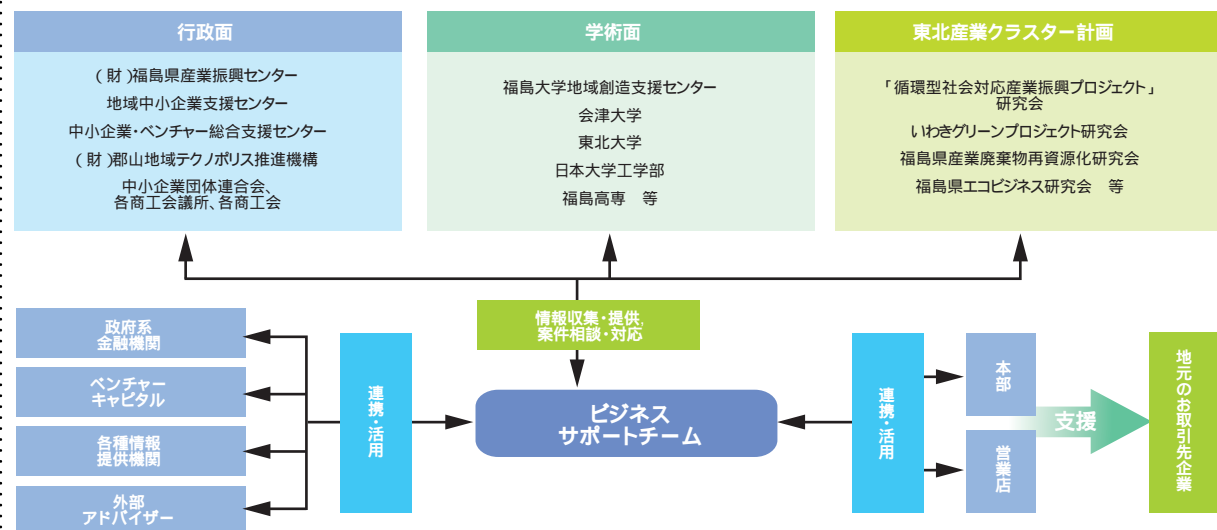 行政面
(財)福島県産業振興センター
地域中小企業支援センター
中小企業・ベンチャー総合支援センター
(財)郡山地域テクノポリス推進機構
中小企業団体連合会、
各商工会議所、各商工会
学術面
福島大学地域創造支援センター
会津大学
東北大学
日本大学工学部
福島高専　等
東北産業クラスター計画
「循環型社会対応産業振興プロジェクト」
研究会
いわきグリーンプロジェクト研究会
福島県産業廃棄物再資源化研究会
福島県エコビジネス研究会　等
情報収集・提供,
案件相談・対応
政府系
金融機関
ベンチャー
キャピタル
各種情報
提供機関
外部
アドバイザー
連携・活用
ビジネス
サポートチーム
連携・活用
本部
営業店
支援
地元のお取引先企業